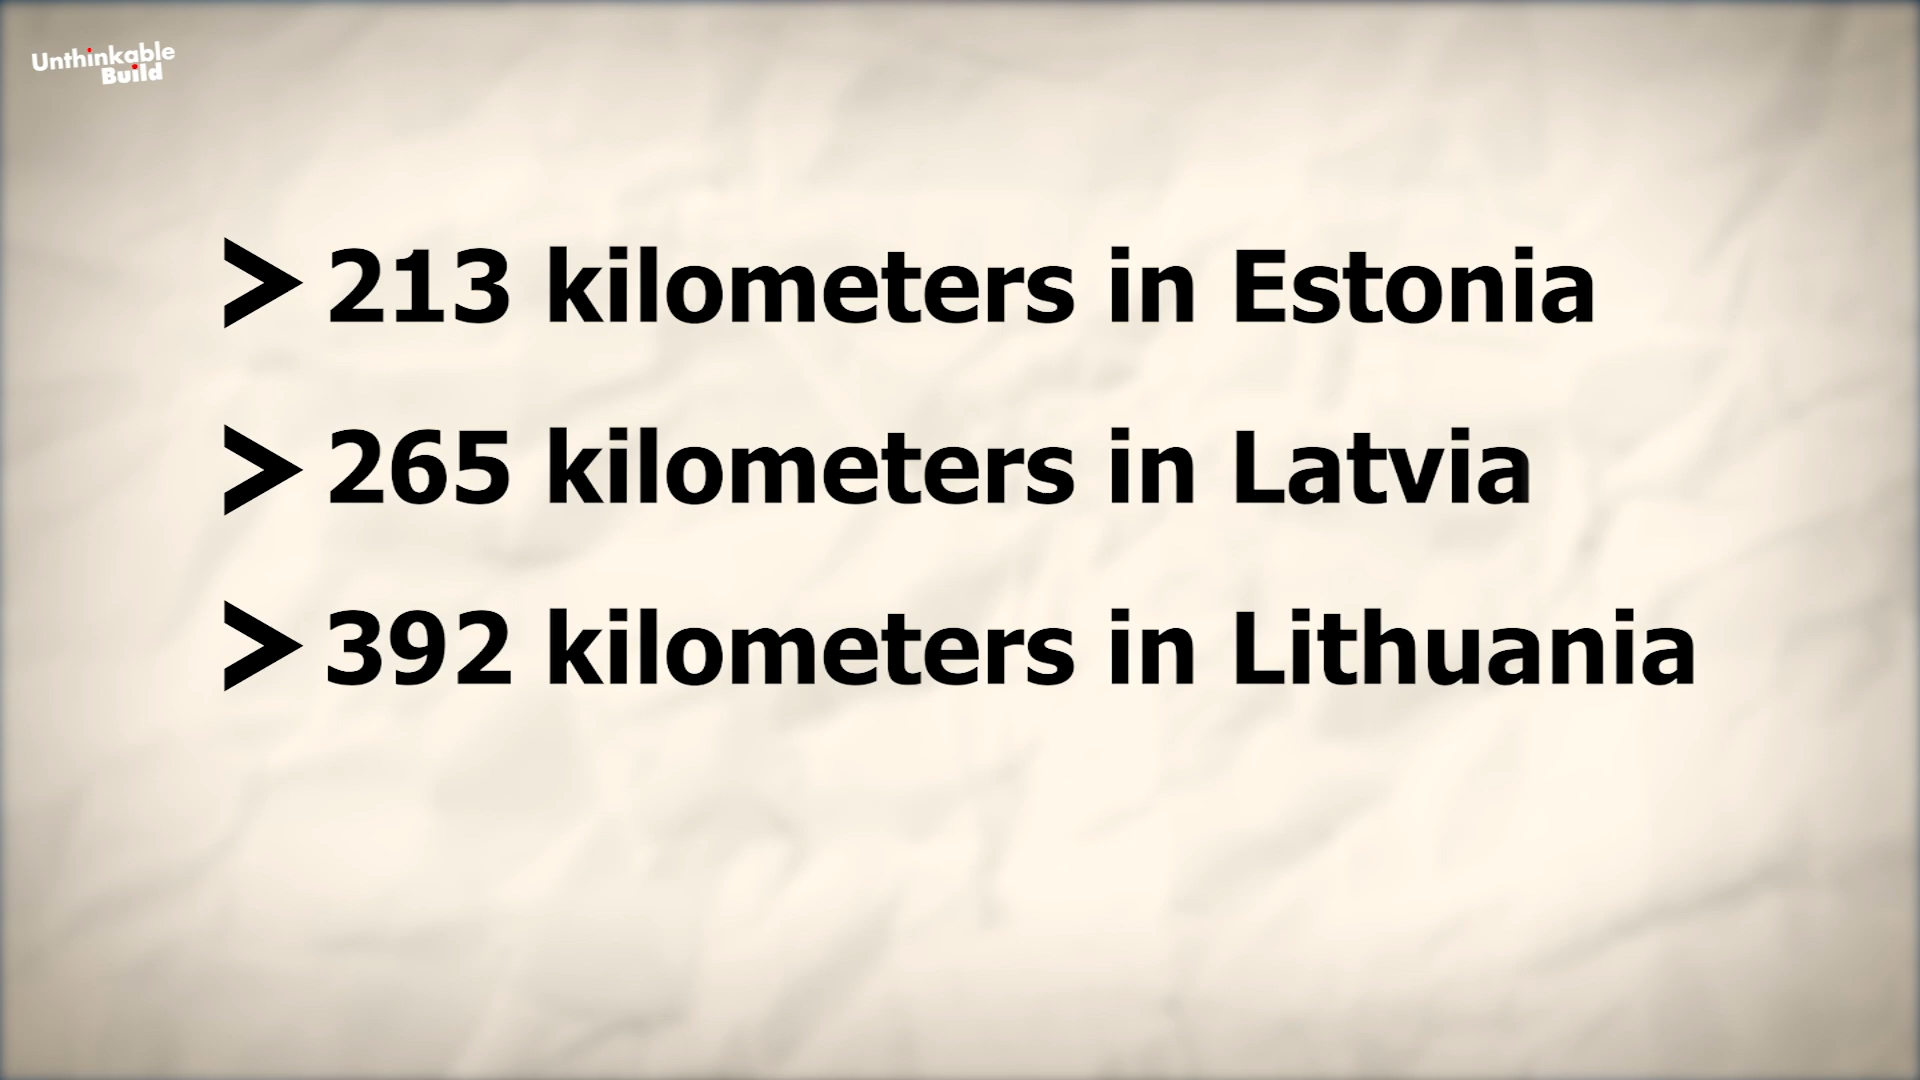 Unthinkable
Build
> 213 kilometers in Estonia
> 265 kilometers in Latvia
> 392 kilometers in Lithuania